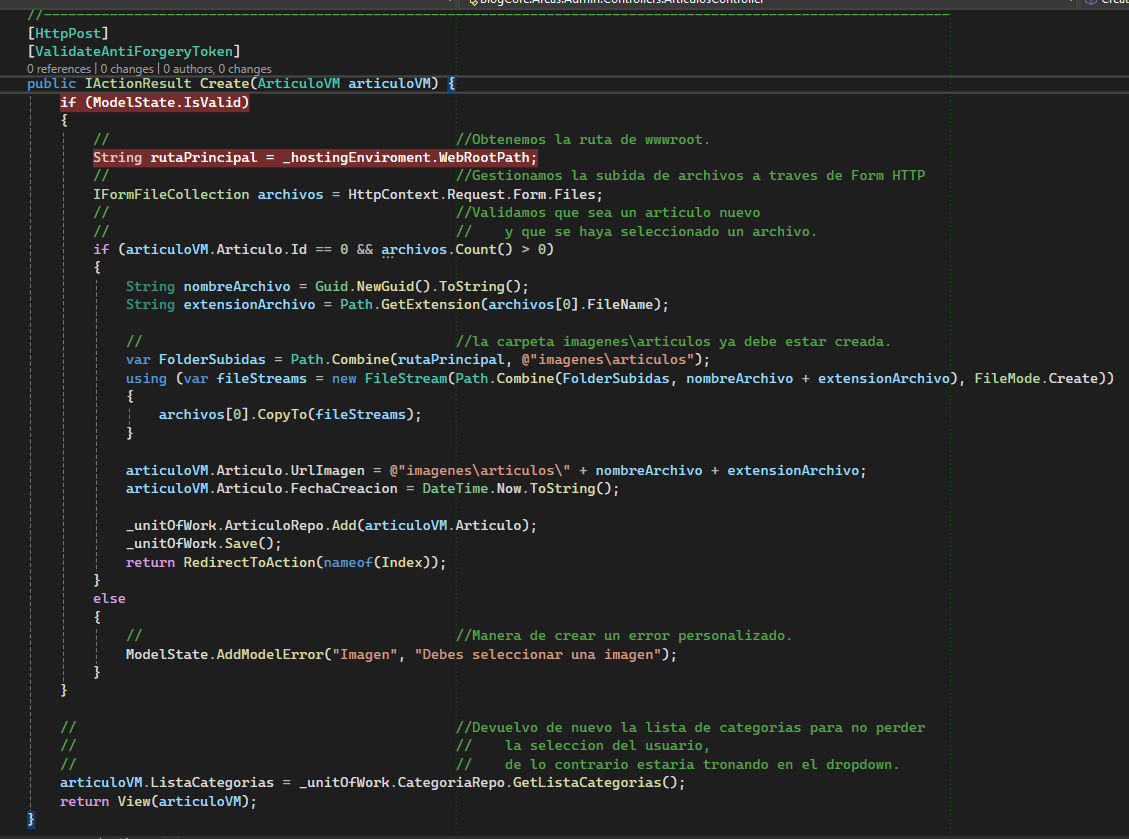 BlogCore.Areas.Admin.Controllers.ArticulosController
//--------------------------------------------------------------------------------------------------------------
[HttpPost]
[ValidateAntiForgeryToken]
0 references | 0 changes | 0 authors, 0 changes
public IActionResult Create(ArticuloVM articuloVM) {
if (ModelState.IsValid)
{
// //Obtenemos la ruta de wwwroot.
String rutaPrincipal = _hostingEnviroment.WebRootPath;
// //Gestionamos la subida de archivos a traves de Form HTTP
IFormFileCollection archivos = HttpContext.Request.Form.Files;
// //Validamos que sea un articulo nuevo
// // y que se haya seleccionado un archivo.
if (articuloVM.Articulo.Id == 0 && archivos.Count() > 0)
{
String nombreArchivo = Guid.NewGuid().ToString();
String extensionArchivo = Path.GetExtension(archivos[0].FileName);
// //la carpeta imagenes\articulos ya debe estar creada.
var FolderSubidas = Path.Combine(rutaPrincipal, @"imagenes\articulos");
using (var fileStreams = new FileStream(Path.Combine(FolderSubidas, nombreArchivo + extensionArchivo), FileMode.Create))
{
archivos[0].CopyTo(fileStreams);
}
articuloVM.Articulo.UrlImagen = @"imagenes\articulos\" + nombreArchivo + extensionArchivo;
articuloVM.Articulo.FechaCreacion = DateTime.Now.ToString();
_unitOfWork.ArticuloRepo.Add(articuloVM.Articulo);
_unitOfWork.Save();
return RedirectToAction(nameof(Index));
}
else
{
// //Manera de crear un error personalizado.
ModelState.AddModelError("Imagen", "Debes seleccionar una imagen");
}
}
// //Devuelvo de nuevo la lista de categorias para no perder
// // la seleccion del usuario,
// // de lo contrario estaria tronando en el dropdown.
articuloVM.ListaCategorias = _unitOfWork.CategoriaRepo.GetListaCategorias();
return View(articuloVM);
}